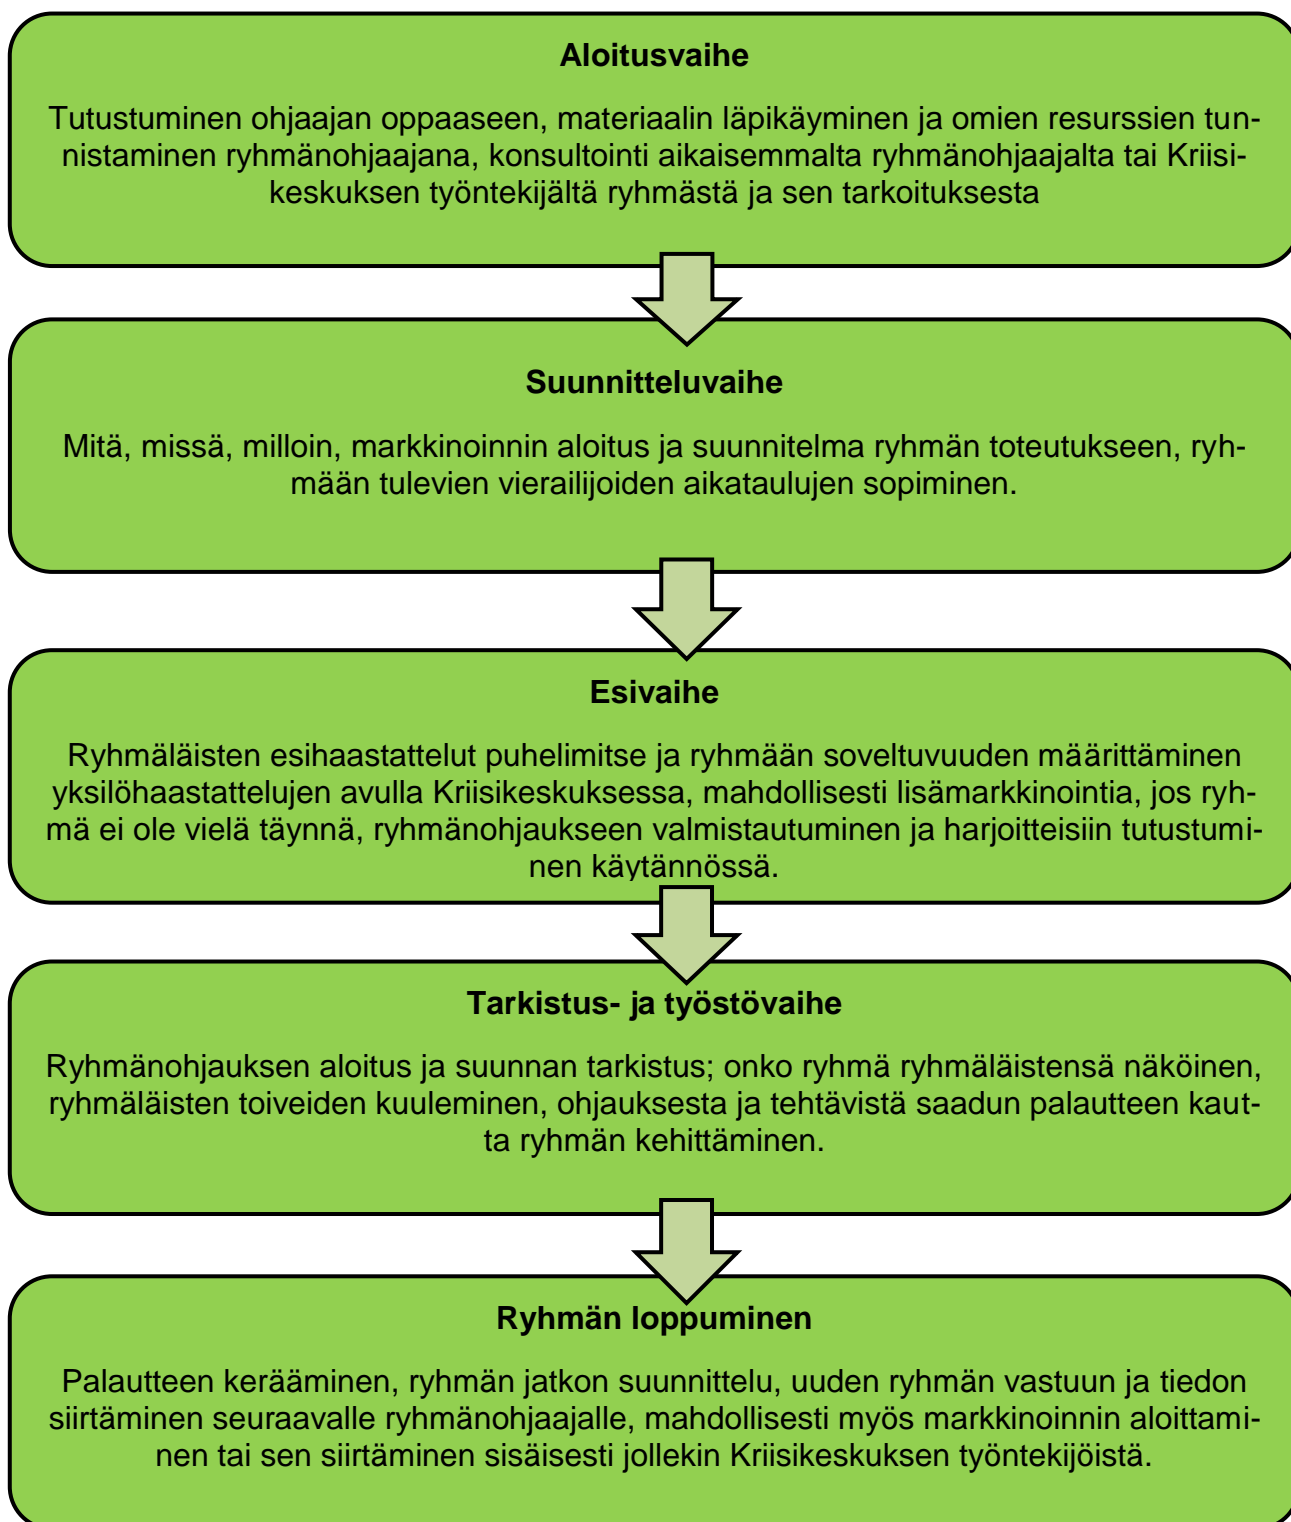 Aloitusvaihe
Tutustuminen ohjaajan oppaaseen, materiaalin läpikäyminen ja omien resurssien tun-
nistaminen ryhmänohjaajana, konsultointi aikaisemmalta ryhmänohjaajalta tai Kriisi-
keskuksen työntekijältä ryhmästä ja sen tarkoituksesta
Suunnitteluvaihe
Mitä, missä, milloin, markkinoinnin aloitus ja suunnitelma ryhmän toteutukseen, ryh-
mään tulevien vierailijoiden aikataulujen sopiminen.
Esivaihe
Ryhmäläisten esihaastattelut puhelimitse ja ryhmään soveltuvuuden määrittäminen
yksilöhaastattelujen avulla Kriisikeskuksessa, mahdollisesti lisämarkkinointia, jos ryh-
mä ei ole vielä täynnä, ryhmänohjaukseen valmistautuminen ja harjoitteisiin tutustumi-
nen käytännössä.
Tarkistus- ja työstövaihe
Ryhmänohjauksen aloitus ja suunnan tarkistus; onko ryhmä ryhmäläistensä näköinen,
ryhmäläisten toiveiden kuuleminen, ohjauksesta ja tehtävistä saadun palautteen kaut-
ta ryhmän kehittäminen.
Ryhmän loppuminen
Palautteen kerääminen, ryhmän jatkon suunnittelu, uuden ryhmän vastuun ja tiedon
siirtäminen seuraavalle ryhmänohjaajalle, mahdollisesti myös markkinoinnin aloittami-
nen tai sen siirtäminen sisäisesti jollekin Kriisikeskuksen työntekijöistä.